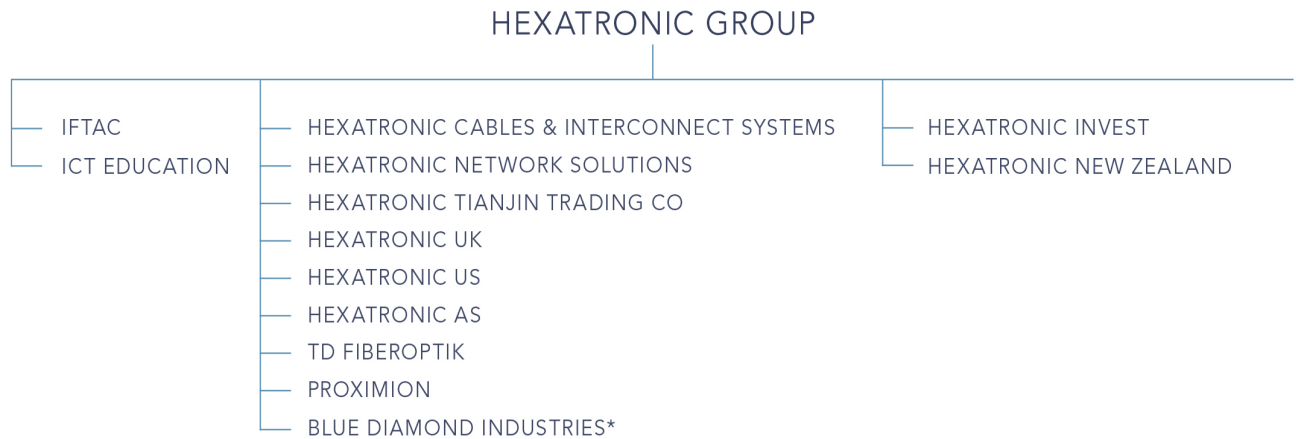 HEXATRONIC GROUP
IFTAC
ICT EDUCATION
HEXATRONIC CABLES & INTERCONNECT SYSTEMS
HEXATRONIC NETWORK SOLUTIONS
HEXATRONIC TIANJIN TRADING CO
HEXATRONIC UK
HEXATRONIC US
HEXATRONIC AS
TD FIBEROPTIK
PROXIMION
BLUE DIAMOND INDUSTRIES*
HEXATRONIC INVEST
HEXATRONIC NEW ZEALAND